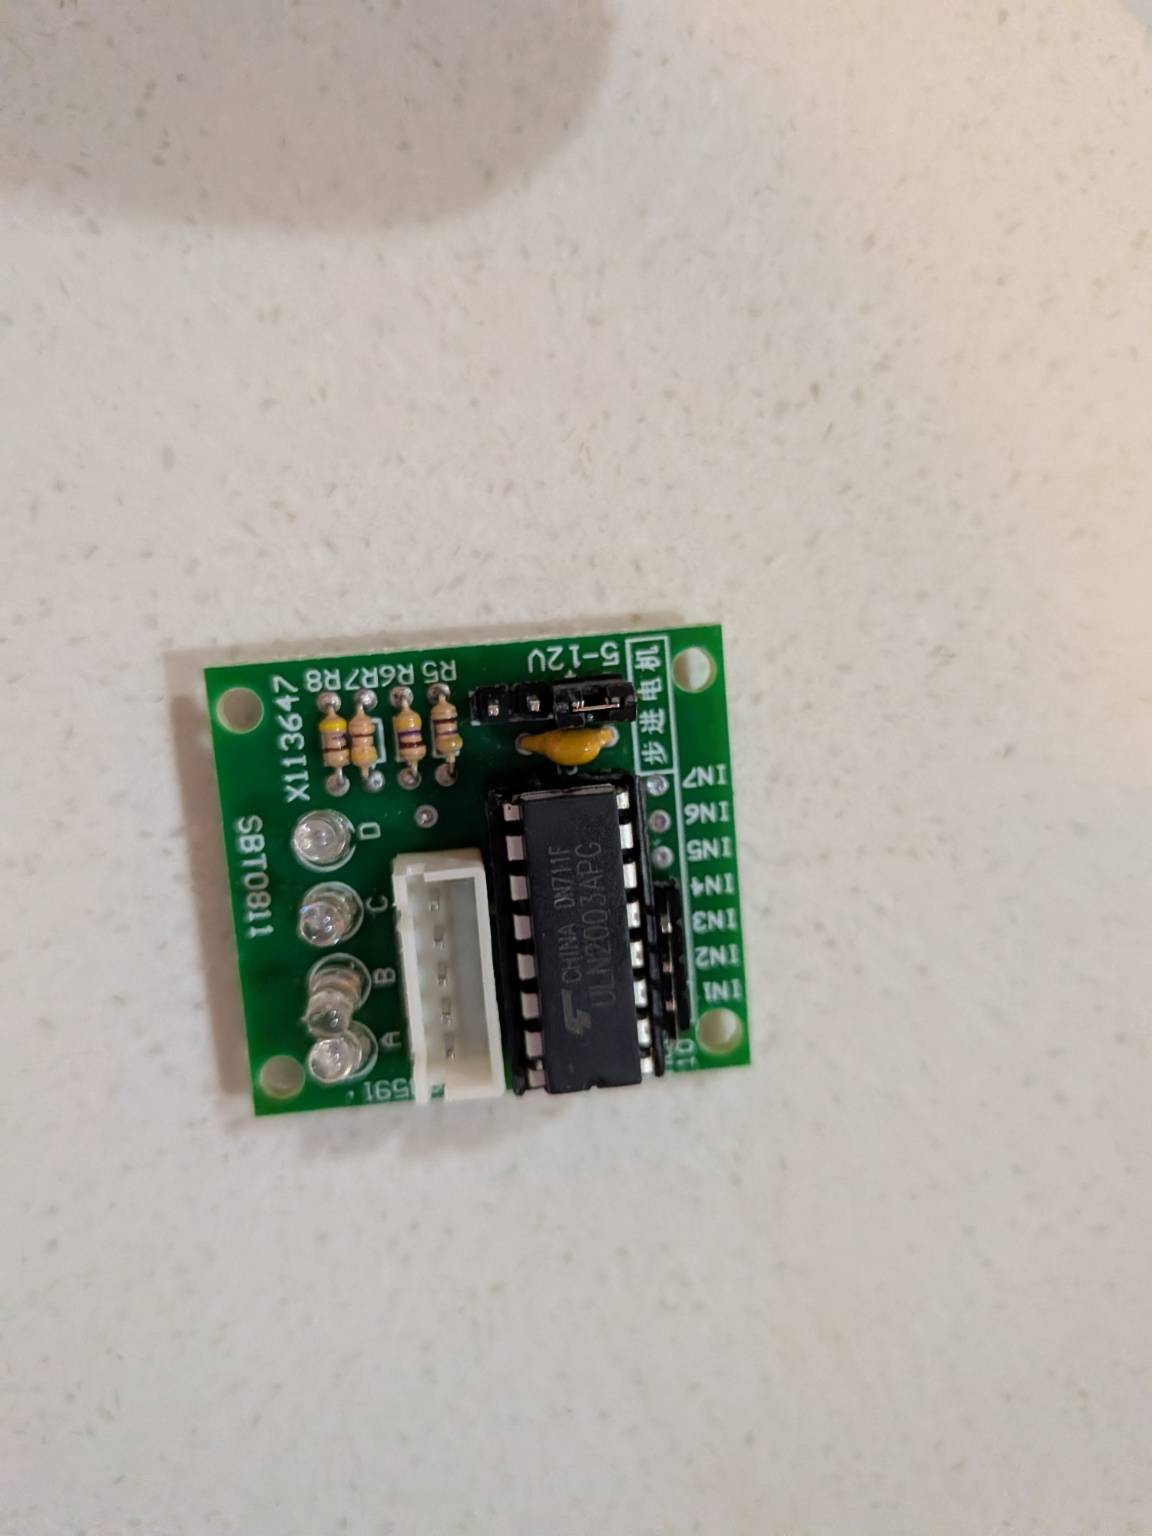 5-12V
R5
R6
R7
R8
步进电机
X113647
SBT0811
IN7
IN6
IN5
IN4
IN3
IN2
IN1
D
C
B
A
CHINA
ULN2003APG